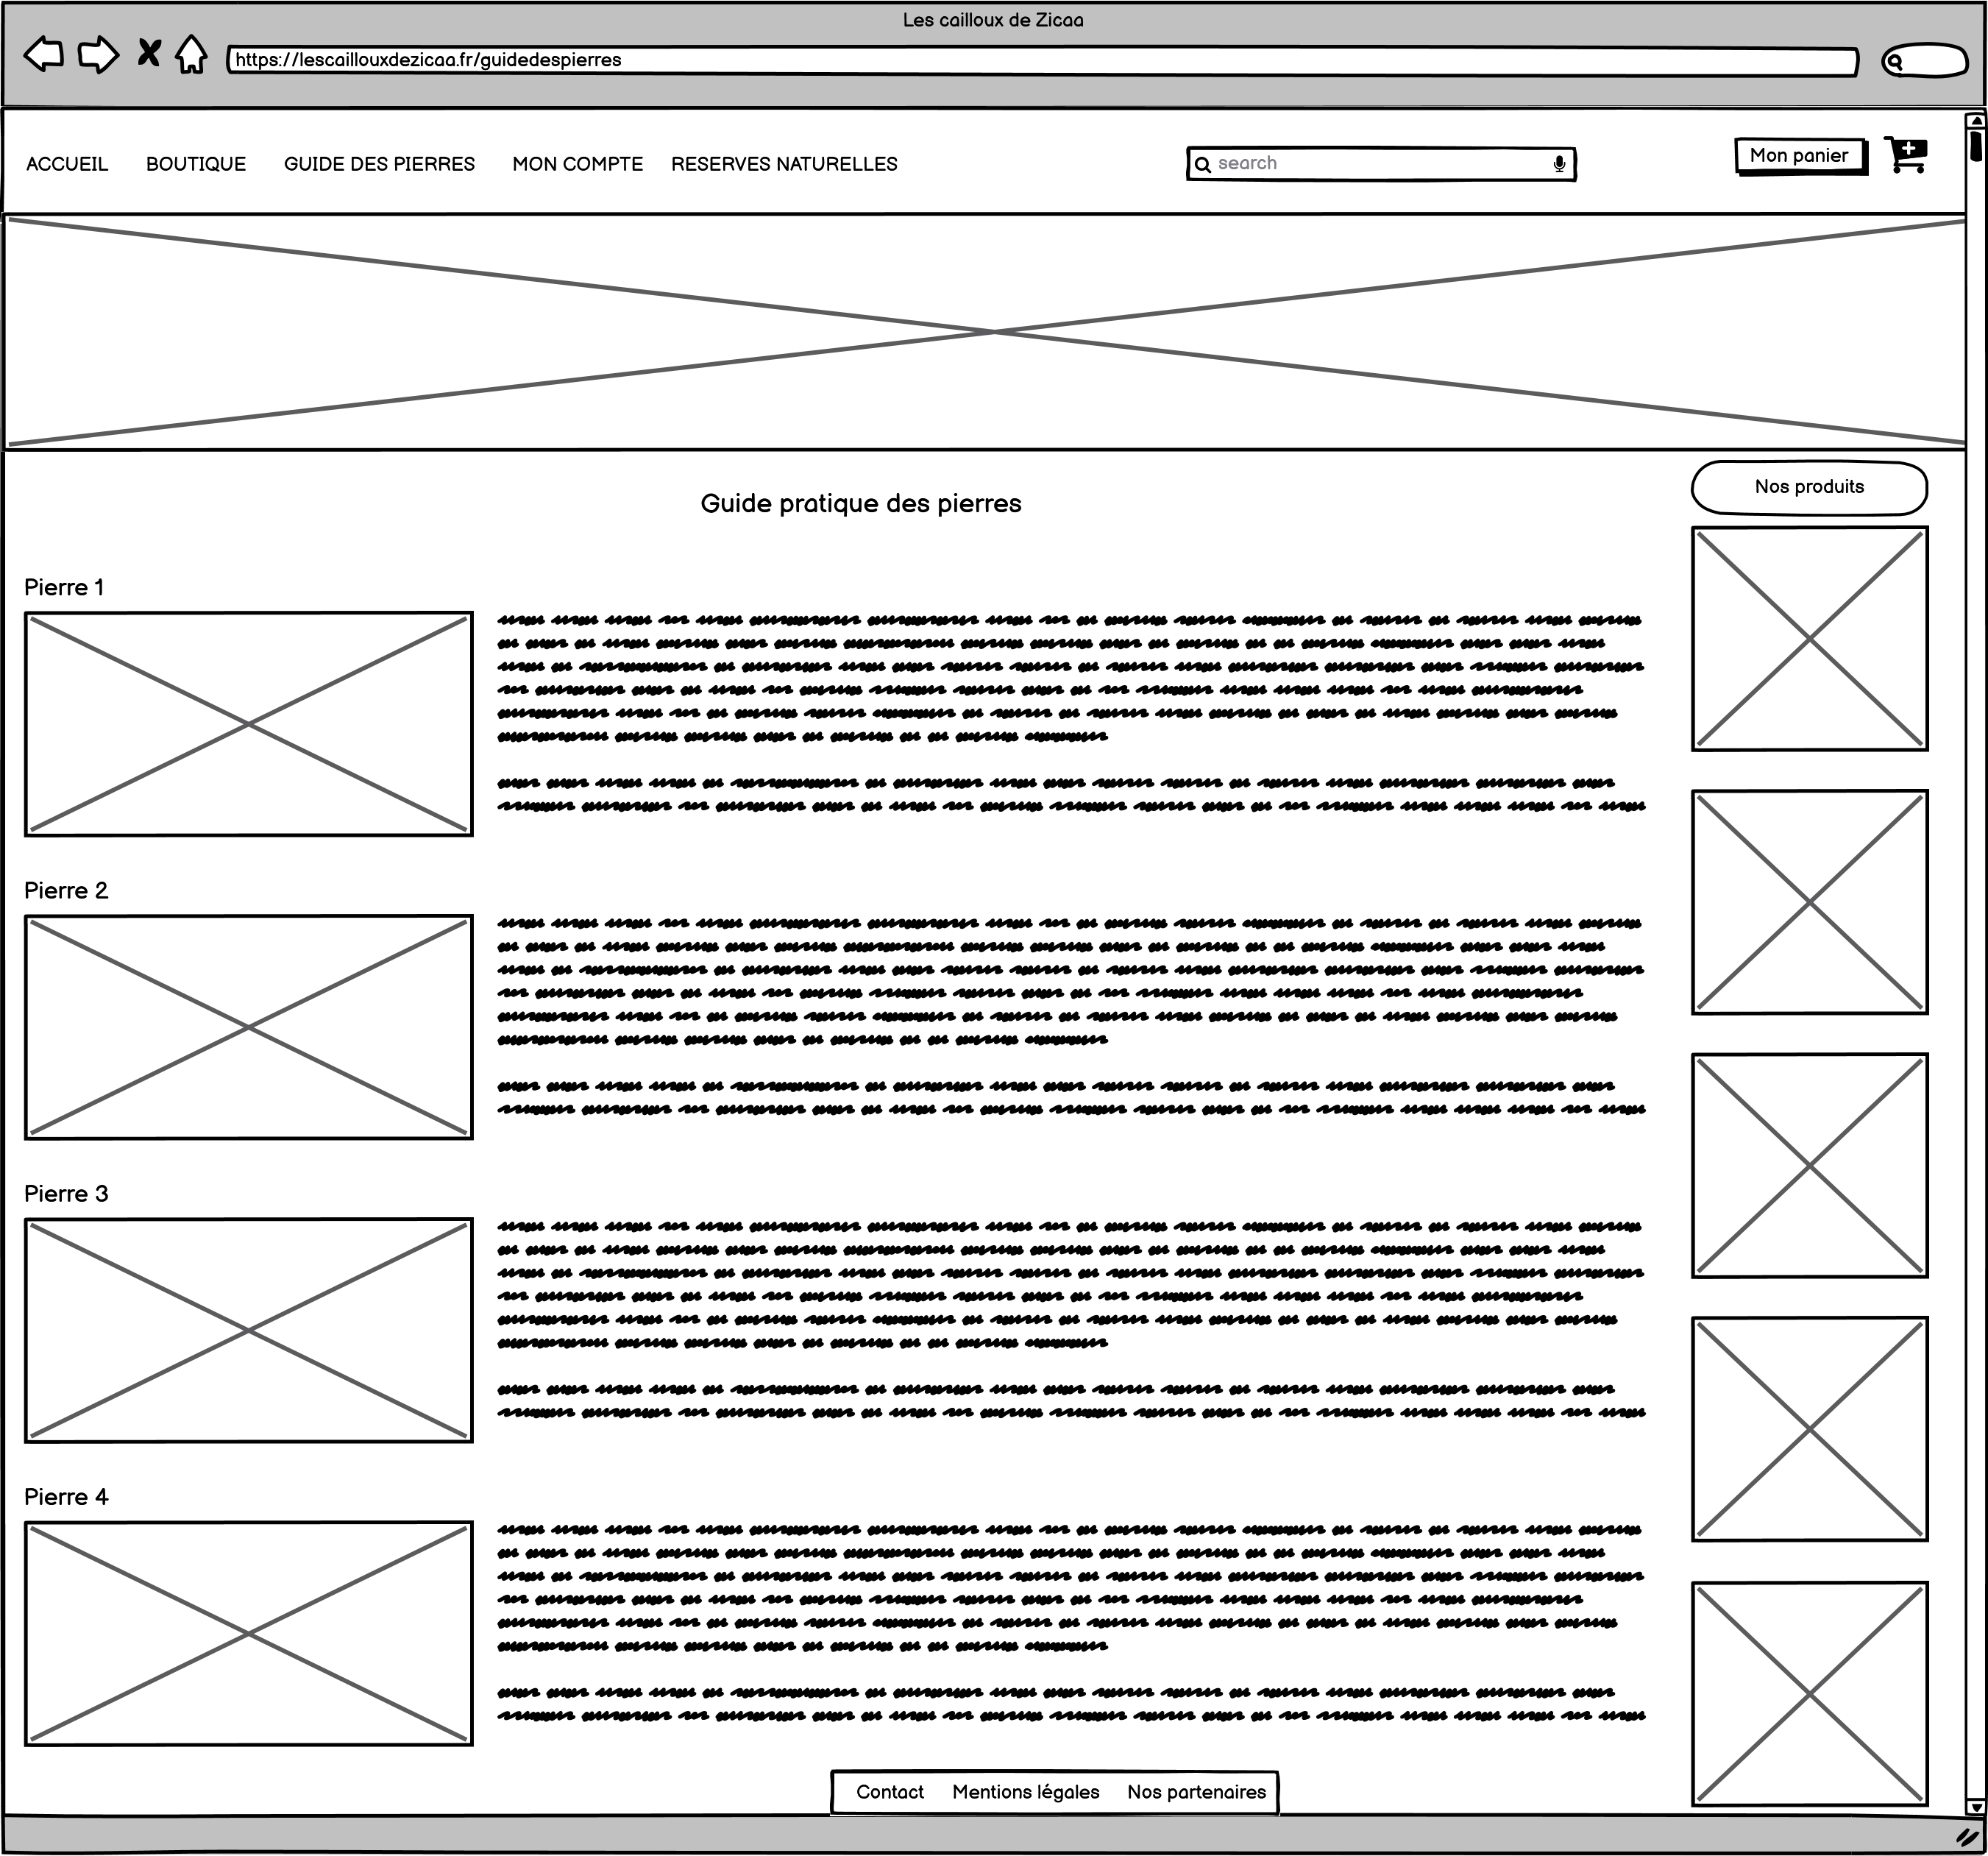 Les cailloux de Zicaa
https://lescaillouxdezicaa.fr/guidedespierres
ACCUEIL BOUTIQUE GUIDE DES PIERRES MON COMPTE RESERVES NATURELLES search Mon panier
Nos produits
Guide pratique des pierres
Pierre 1
Pierre 2
Pierre 3
Pierre 4
Contact Mentions légales Nos partenaires